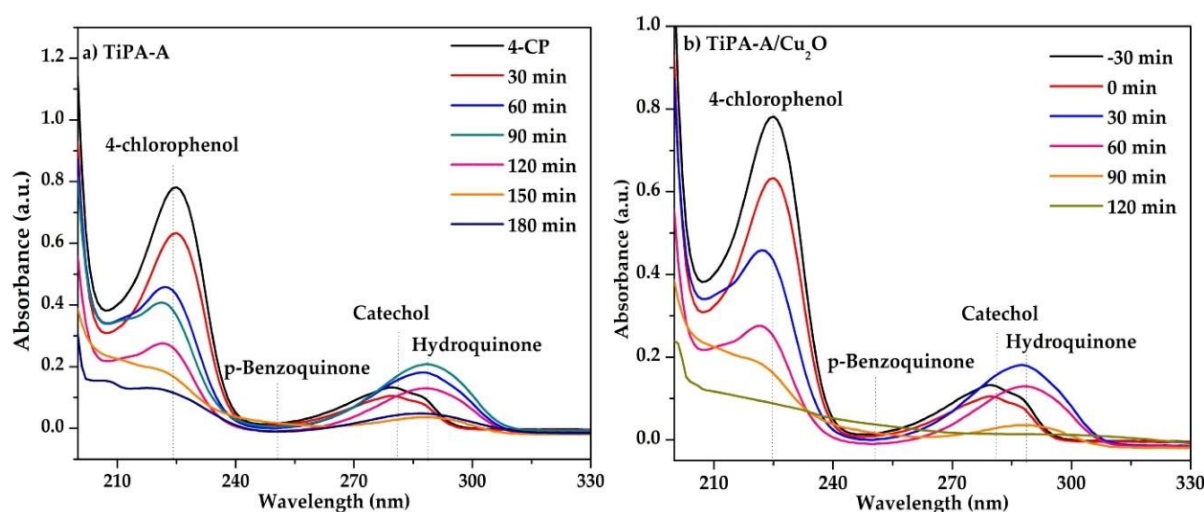 a) TiPA-A
4-CP
30 min
60 min
90 min
120 min
150 min
180 min
4-chlorophenol
Catechol
Hydroquinone
p-Benzoquinone
1.2
1.0
0.8
0.6
0.4
0.2
0.0
Absorbance (a.u.)
210
240
270
300
330
Wavelength (nm)
b) TiPA-A/Cu₂O
-30 min
0 min
30 min
60 min
90 min
120 min
4-chlorophenol
Catechol
Hydroquinone
p-Benzoquinone
1.0
0.8
0.6
0.4
0.2
0.0
Absorbance (a.u.)
210
240
270
300
330
Wavelength (nm)